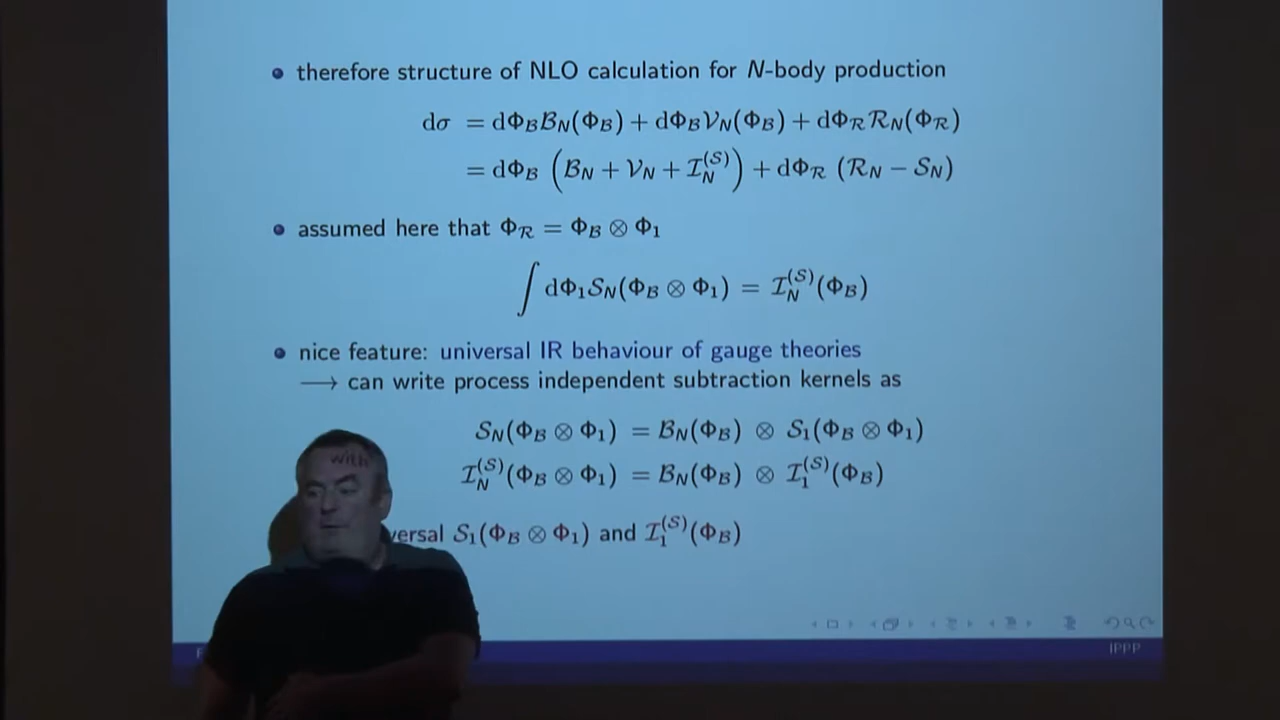 therefore structure of NLO calculation for N-body production
dσ = dΦ_B B_N(Φ_B) + dΦ_B V_N(Φ_B) + dΦ_R R_N(Φ_R)
= dΦ_B (B_N + V_N + I_N^(S)) + dΦ_R (R_N − S_N)
assumed here that Φ_R = Φ_B ⊗ Φ_1
∫ dΦ_1 S_N(Φ_B ⊗ Φ_1) = I_N^(S)(Φ_B)
nice feature: universal IR behaviour of gauge theories
⟶ can write process independent subtraction kernels as
S_N(Φ_B ⊗ Φ_1) = B_N(Φ_B) ⊗ S_1(Φ_B ⊗ Φ_1)
I_N^(S)(Φ_B ⊗ Φ_1) = B_N(Φ_B) ⊗ I_1^(S)(Φ_B)
with
versal S_1(Φ_B ⊗ Φ_1) and I_1^(S)(Φ_B)
IPPP